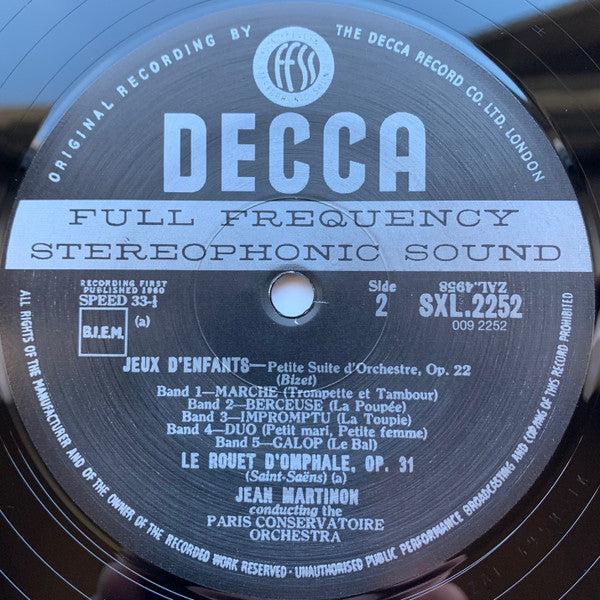 ORIGINAL RECORDING BY THE DECCA RECORD CO. LTD. LONDON
ffss
DECCA
FULL FREQUENCY
STEREOPHONIC SOUND
RECORDING FIRST
PUBLISHED 1960
SPEED 33-⅓
B.I.E.M. (a)
Side
2
ZAL.4958
SXL.2252
009 2252
JEUX D'ENFANTS—Petite Suite d'Orchestre, Op. 22
(Bizet)
Band 1—MARCHE (Trompette et Tambour)
Band 2—BERCEUSE (La Poupée)
Band 3—IMPROMPTU (La Toupie)
Band 4—DUO (Petit mari, Petite femme)
Band 5—GALOP (Le Bal)
LE ROUET D'OMPHALE, OP. 31
(Saint-Saëns) (a)
JEAN MARTINON
conducting the
PARIS CONSERVATOIRE
ORCHESTRA
ALL RIGHTS OF THE MANUFACTURER AND OF THE OWNER OF THE RECORDED WORK RESERVED · UNAUTHORISED PUBLIC PERFORMANCE BROADCASTING AND COPYING OF THIS RECORD PROHIBITED